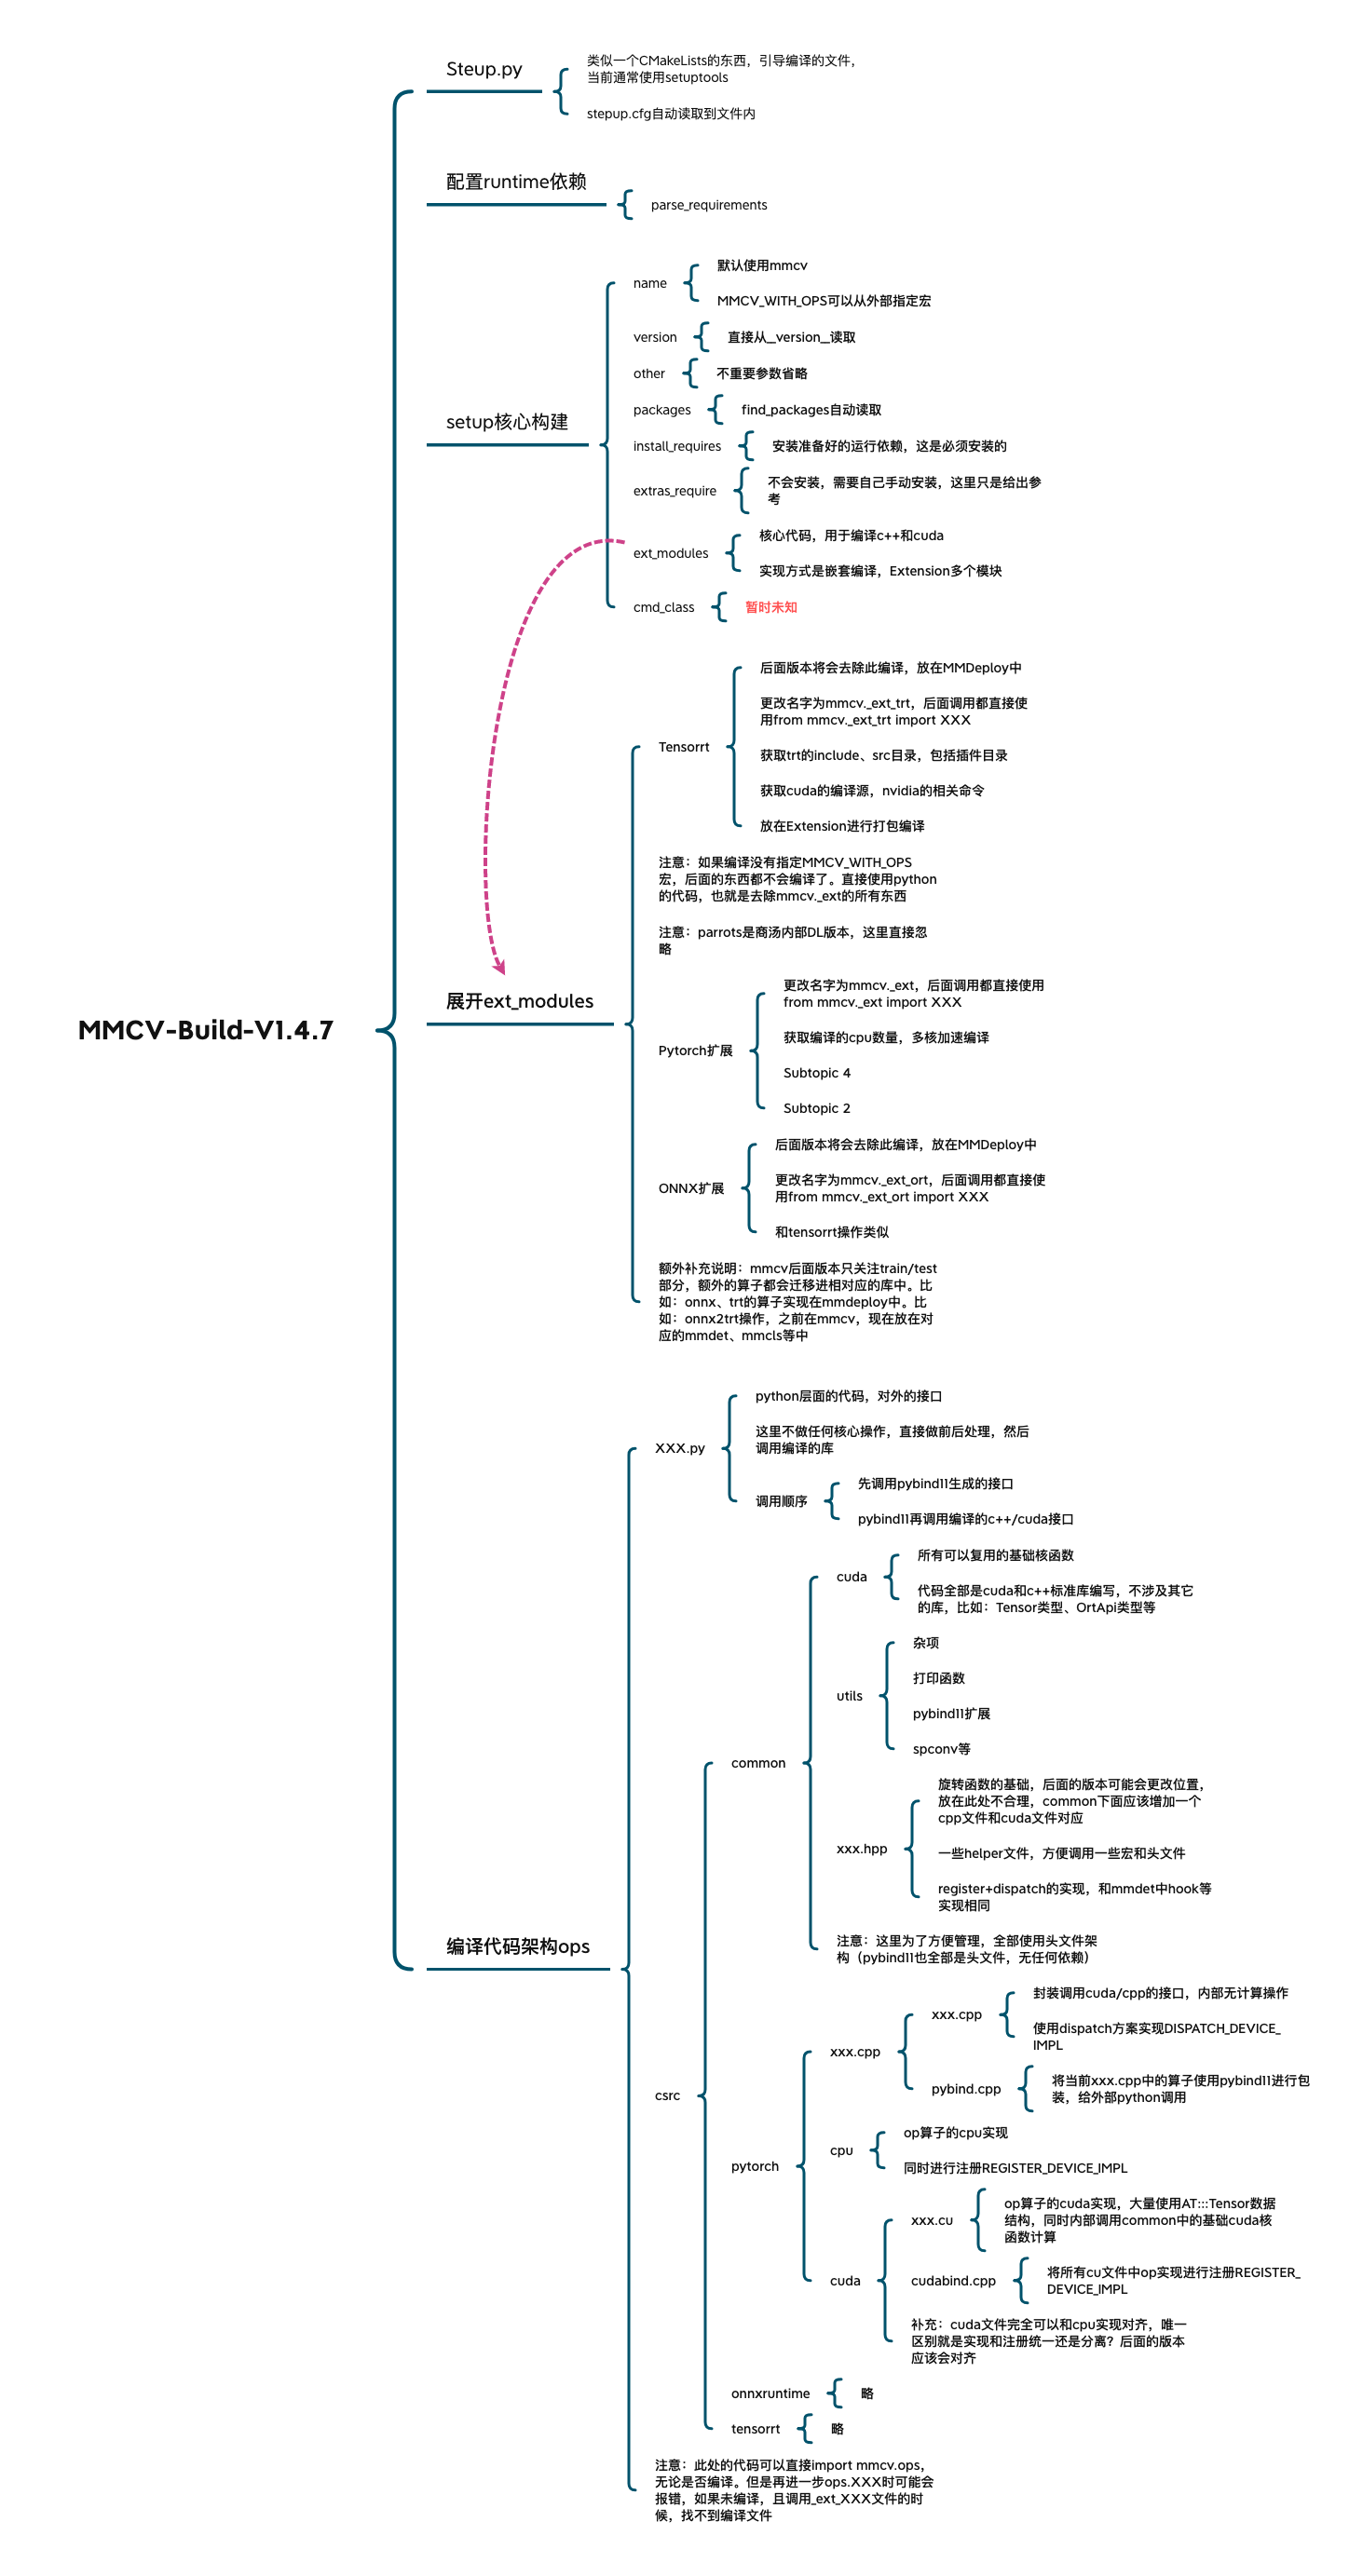 Steup.py
类似一个CMakeLists的东西，引导编译的文件，
当前通常使用setuptools
stepup.cfg自动读取到文件内
配置runtime依赖
parse_requirements
setup核心构建
name
默认使用mmcv
MMCV_WITH_OPS可以从外部指定宏
version
直接从__version__读取
other
不重要参数省略
packages
find_packages自动读取
install_requires
安装准备好的运行依赖，这是必须安装的
extras_require
不会安装，需要自己手动安装，这里只是给出参
考
ext_modules
核心代码，用于编译c++和cuda
实现方式是嵌套编译，Extension多个模块
cmd_class
暂时未知
MMCV-Build-V1.4.7
展开ext_modules
Tensorrt
后面版本将会去除此编译，放在MMDeploy中
更改名字为mmcv._ext_trt，后面调用都直接使
用from mmcv._ext_trt import XXX
获取trt的include、src目录，包括插件目录
获取cuda的编译源，nvidia的相关命令
放在Extension进行打包编译
注意：如果编译没有指定MMCV_WITH_OPS
宏，后面的东西都不会编译了。直接使用python
的代码，也就是去除mmcv._ext的所有东西
注意：parrots是商汤内部DL版本，这里直接忽
略
Pytorch扩展
更改名字为mmcv._ext，后面调用都直接使用
from mmcv._ext import XXX
获取编译的cpu数量，多核加速编译
Subtopic 4
Subtopic 2
ONNX扩展
后面版本将会去除此编译，放在MMDeploy中
更改名字为mmcv._ext_ort，后面调用都直接使
用from mmcv._ext_ort import XXX
和tensorrt操作类似
额外补充说明：mmcv后面版本只关注train/test
部分，额外的算子都会迁移进相对应的库中。比
如：onnx、trt的算子实现在mmdeploy中。比
如：onnx2trt操作，之前在mmcv，现在放在对
应的mmdet、mmcls等中
编译代码架构ops
XXX.py
python层面的代码，对外的接口
这里不做任何核心操作，直接做前后处理，然后
调用编译的库
调用顺序
先调用pybind11生成的接口
pybind11再调用编译的c++/cuda接口
csrc
common
cuda
所有可以复用的基础核函数
代码全部是cuda和c++标准库编写，不涉及其它
的库，比如：Tensor类型、OrtApi类型等
utils
杂项
打印函数
pybind11扩展
spconv等
xxx.hpp
旋转函数的基础，后面的版本可能会更改位置，
放在此处不合理，common下面应该增加一个
cpp文件和cuda文件对应
一些helper文件，方便调用一些宏和头文件
register+dispatch的实现，和mmdet中hook等
实现相同
注意：这里为了方便管理，全部使用头文件架
构（pybind11也全部是头文件，无任何依赖）
pytorch
xxx.cpp
xxx.cpp
封装调用cuda/cpp的接口，内部无计算操作
使用dispatch方案实现DISPATCH_DEVICE_
IMPL
pybind.cpp
将当前xxx.cpp中的算子使用pybind11进行包
装，给外部python调用
cpu
op算子的cpu实现
同时进行注册REGISTER_DEVICE_IMPL
cuda
xxx.cu
op算子的cuda实现，大量使用AT:::Tensor数据
结构，同时内部调用common中的基础cuda核
函数计算
cudabind.cpp
将所有cu文件中op实现进行注册REGISTER_
DEVICE_IMPL
补充：cuda文件完全可以和cpu实现对齐，唯一
区别就是实现和注册统一还是分离？后面的版本
应该会对齐
onnxruntime
略
tensorrt
略
注意：此处的代码可以直接import mmcv.ops，
无论是否编译。但是再进一步ops.XXX时可能会
报错，如果未编译，且调用_ext_XXX文件的时
候，找不到编译文件